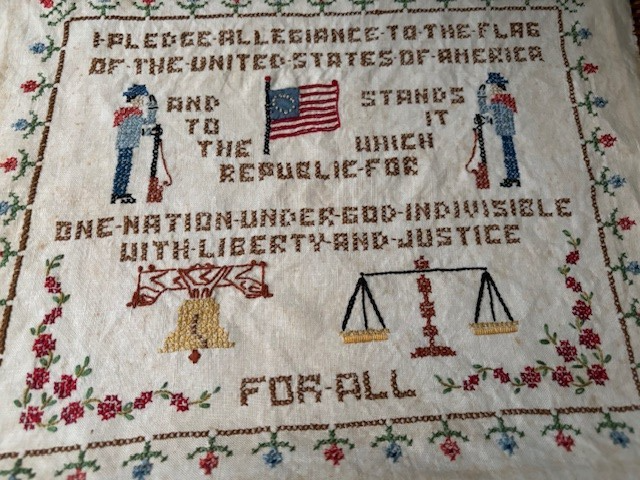 I·PLEDGE·ALLEGIANCE·TO·THE·FLAG
OF·THE·UNITED·STATES·OF·AMERICA
AND STANDS
TO IT
THE WHICH
REPUBLIC·FOR
ONE·NATION·UNDER·GOD·INDIVISIBLE
WITH·LIBERTY·AND·JUSTICE
FOR·ALL